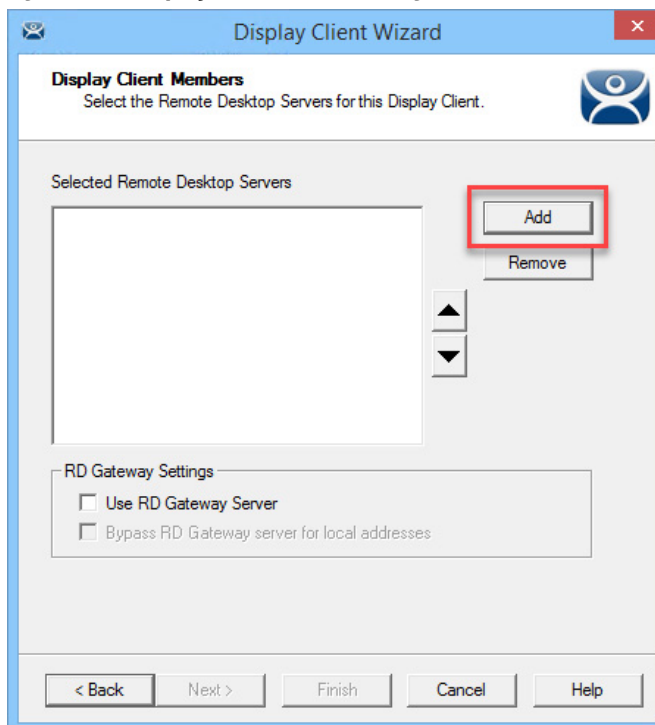 Display Client Wizard
Display Client Members
Select the Remote Desktop Servers for this Display Client.
Selected Remote Desktop Servers
Add
Remove
RD Gateway Settings
Use RD Gateway Server
Bypass RD Gateway server for local addresses
< Back
Next >
Finish
Cancel
Help